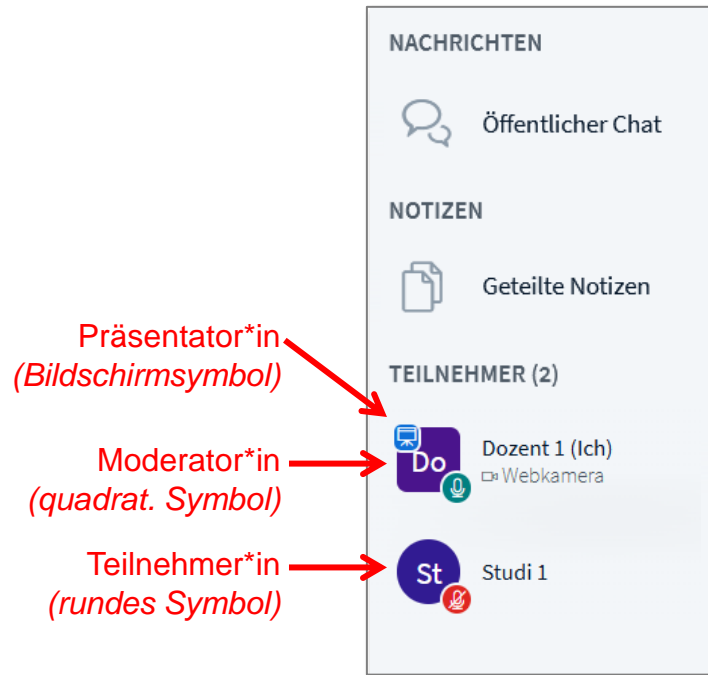 NACHRICHTEN
Öffentlicher Chat
NOTIZEN
Geteilte Notizen
Präsentator*in
(Bildschirmsymbol)
TEILNEHMER (2)
Moderator*in
(quadrat. Symbol)
Do
Dozent 1 (Ich)
Webkamera
Teilnehmer*in
(rundes Symbol)
St
Studi 1